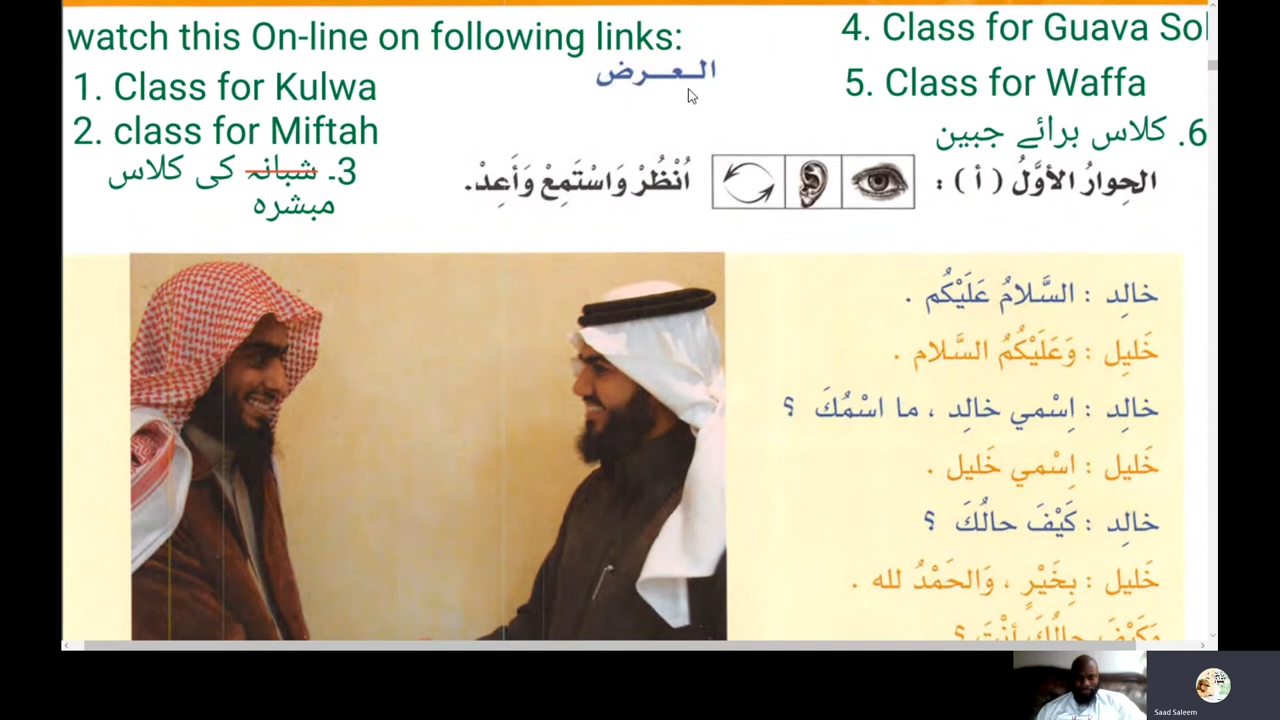 watch this On-line on following links:
1. Class for Kulwa
2. class for Miftah
3۔ شبانہ کی کلاس
مبشرہ
4. Class for Guava Sol
5. Class for Waffa
6. کلاس برائے جبین
العرض
الحِوارُ الأوَّلُ ( أ ) : اُنْظُرْ وَاسْتَمِعْ وَأَعِدْ.
خالِد : السَّلامُ عَلَيْكُم .
خَليِل : وَعَلَيْكُمُ السَّلام .
خالِد : اِسْمي خالِد ، ما اسْمُكَ ؟
خَليل : اِسْمي خَليل .
خالِد : كَيْفَ حالُكَ ؟
خَليل : بِخَيْرٍ ، وَالحَمْدُ لله .
وَكَيْفَ حالُكَ أنْتَ ؟
Saad Saleem